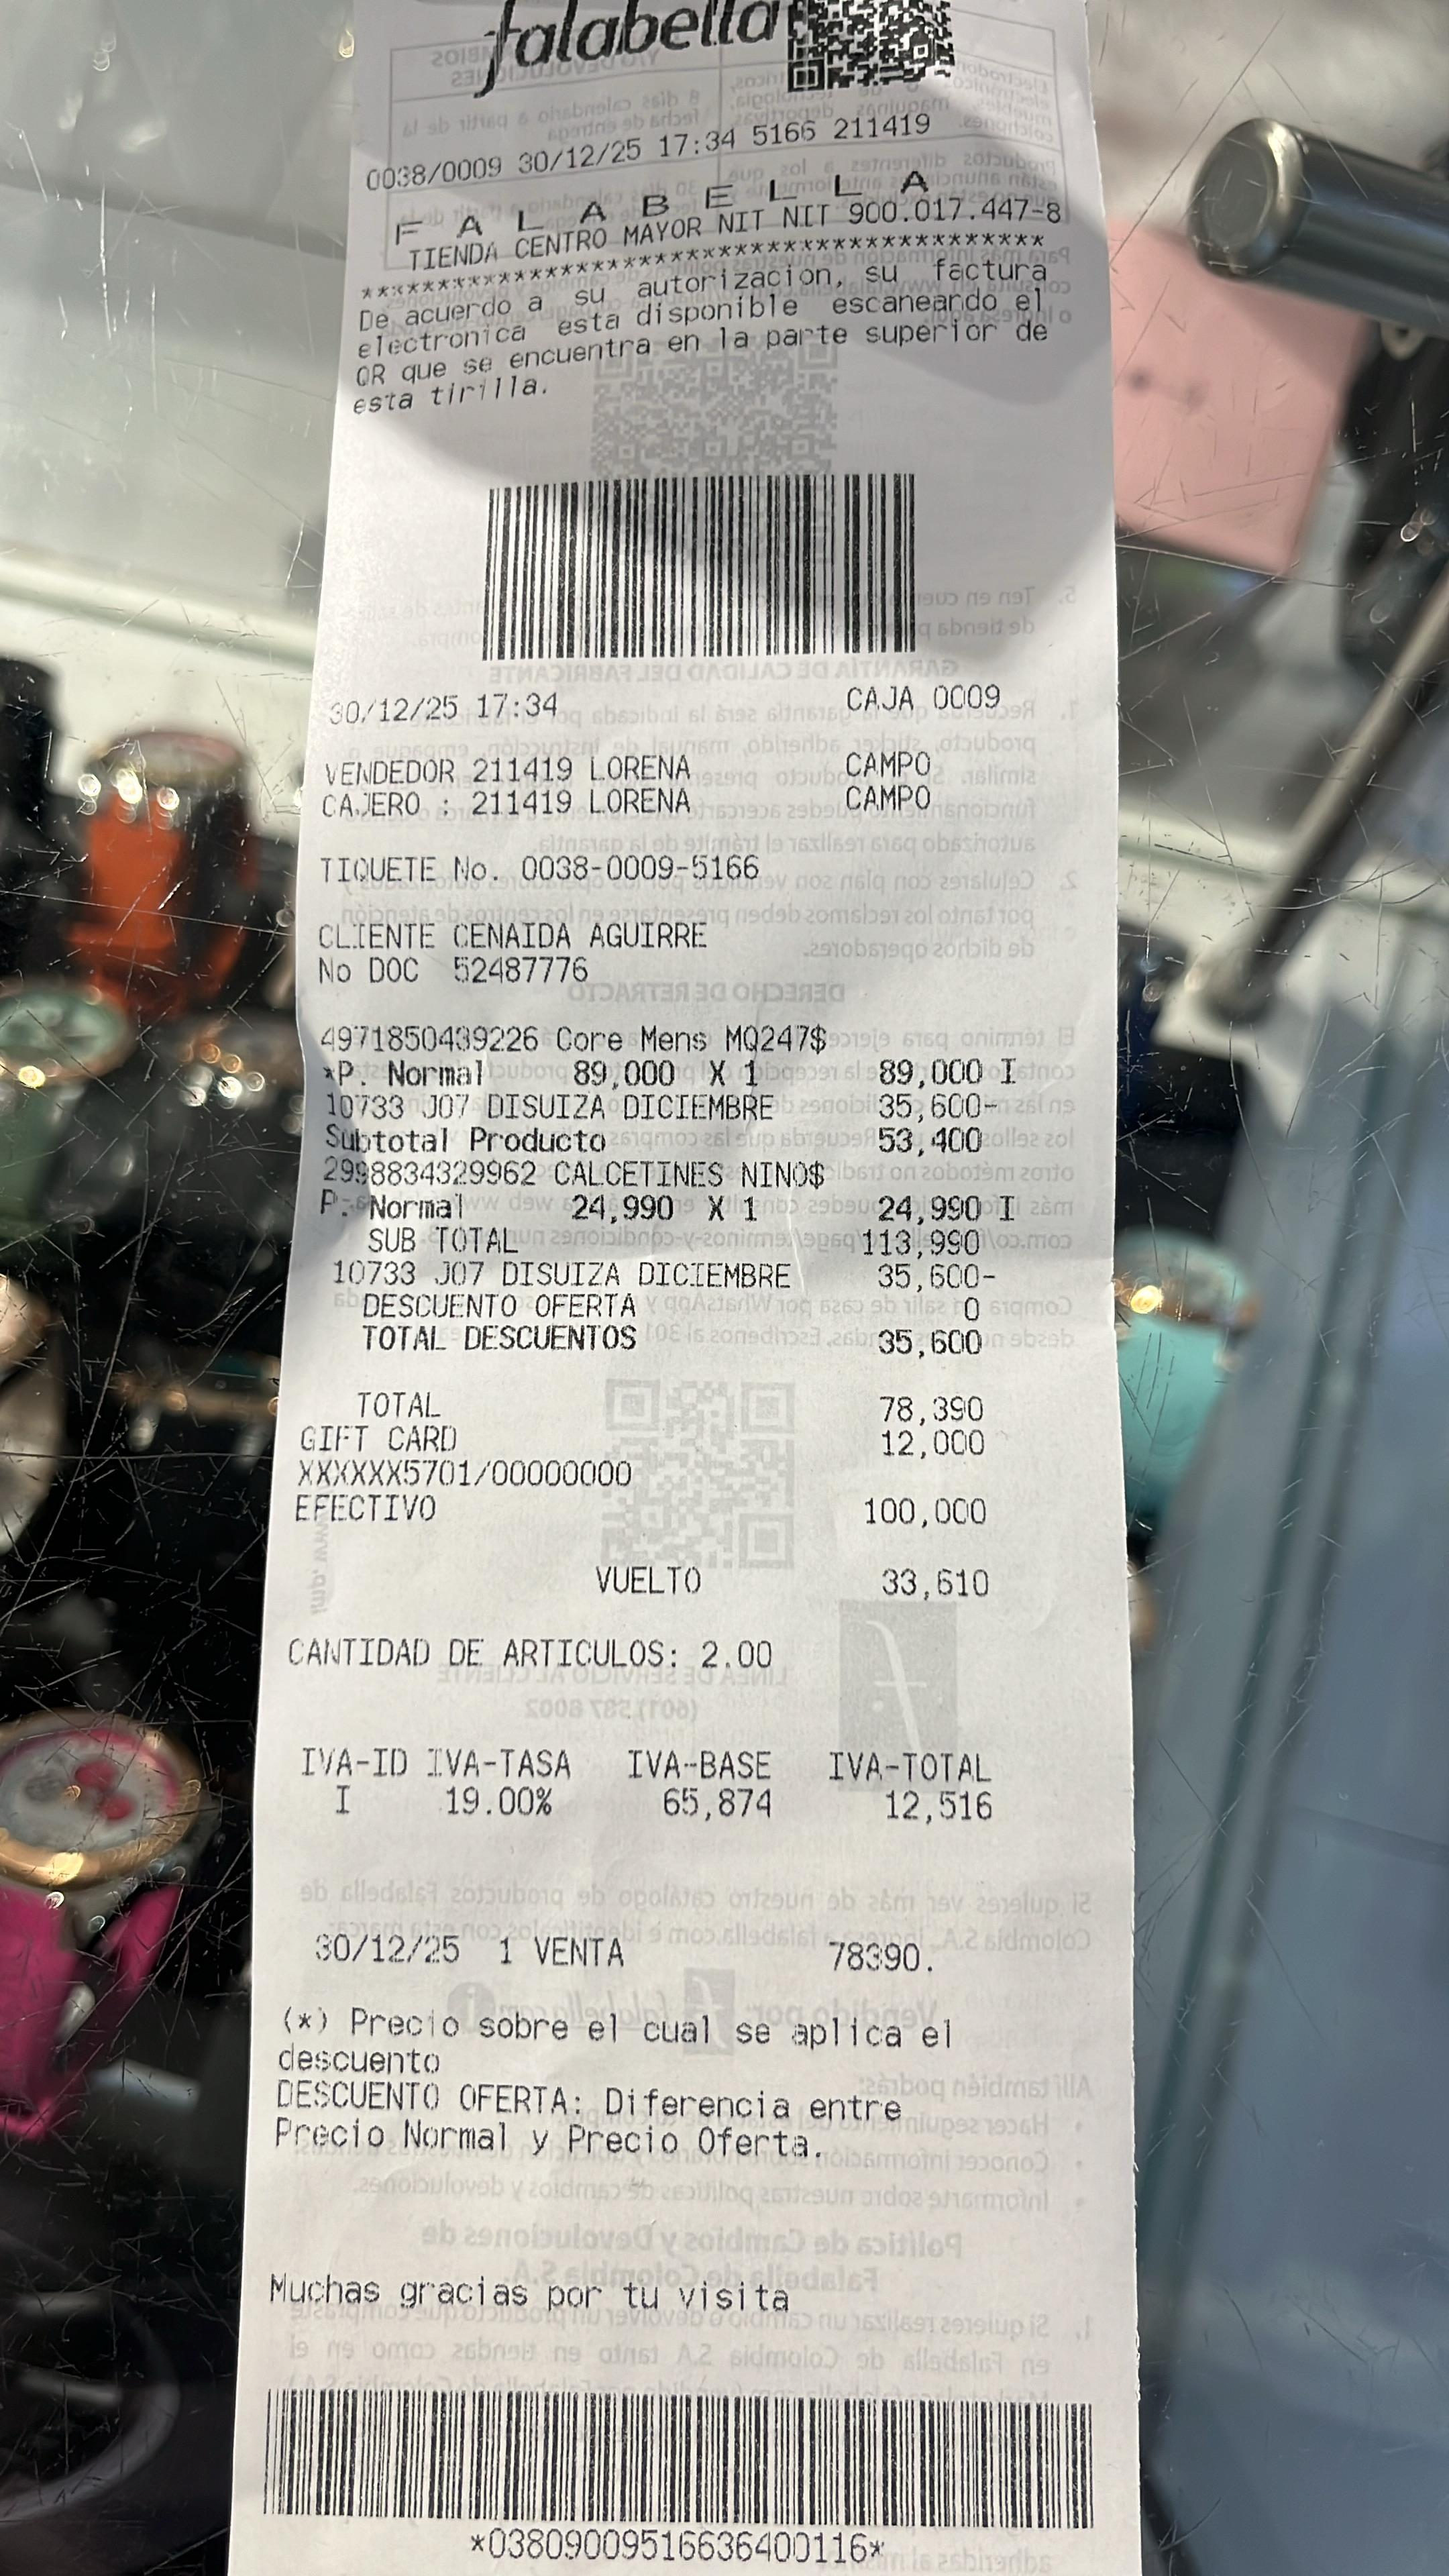 falabella
0038/0009 30/12/25 17:34 5166 211419
F A L A B E L L A
TIENDA CENTRO MAYOR NIT NIT 900.017.447-8
****************************************
De acuerdo a su autorizacion, su factura
electronica esta disponible escaneando el
QR que se encuentra en la parte superior de
esta tirilla.
30/12/25 17:34 CAJA 0009
VENDEDOR 211419 LORENA CAMPO
CAJERO : 211419 LORENA CAMPO
TIQUETE No. 0038-0009-5166
CLIENTE CENAIDA AGUIRRE
No DOC 52487776
4971850439226 Core Mens MQ247$
*P. Normal 89,000 X 1 89,000 I
10733 J07 DISUIZA DICIEMBRE 35,600-
Subtotal Producto 53,400
2998834329962 CALCETINES NINO$
P. Normal 24,990 X 1 24,990 I
SUB TOTAL 113,990
10733 J07 DISUIZA DICIEMBRE 35,600-
DESCUENTO OFERTA 0
TOTAL DESCUENTOS 35,600
TOTAL 78,390
GIFT CARD 12,000
XXXXXX5701/00000000
EFECTIVO 100,000
VUELTO 33,610
CANTIDAD DE ARTICULOS: 2.00
IVA-ID IVA-TASA IVA-BASE IVA-TOTAL
I 19.00% 65,874 12,516
30/12/25 1 VENTA 78390.
(*) Precio sobre el cual se aplica el
descuento
DESCUENTO OFERTA: Diferencia entre
Precio Normal y Precio Oferta.
Muchas gracias por tu visita
*03809009516636400116*